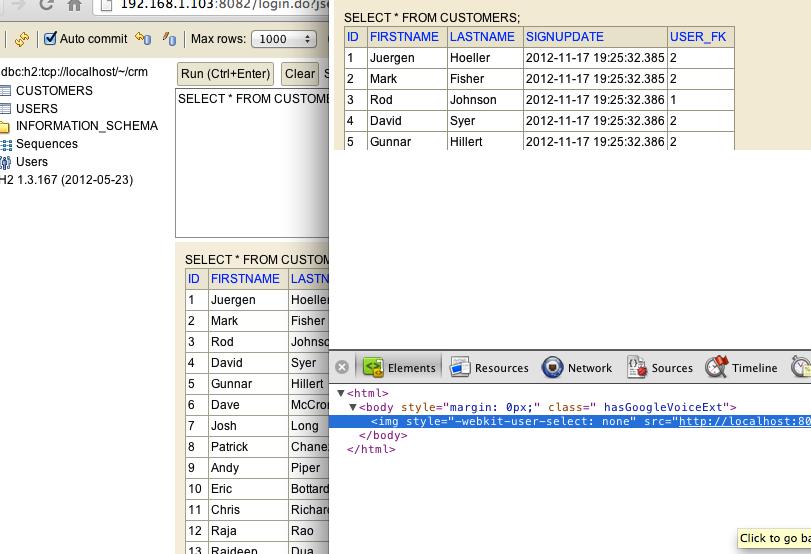 192.168.1.103:8082/login.do?jse
Auto commit Max rows: 1000
dbc:h2:tcp://localhost/~/crm
CUSTOMERS
USERS
INFORMATION_SCHEMA
Sequences
Users
H2 1.3.167 (2012-05-23)
Run (Ctrl+Enter) Clear S
SELECT * FROM CUSTOME
SELECT * FROM CUSTOM
ID FIRSTNAME LASTN
1 Juergen Hoeller
2 Mark Fisher
3 Rod Johnso
4 David Syer
5 Gunnar Hillert
6 Dave McCro
7 Josh Long
8 Patrick Chane
9 Andy Piper
10 Eric Bottard
11 Chris Richar
12 Raja Rao
13 Rajdeep Dua
SELECT * FROM CUSTOMERS;
ID FIRSTNAME LASTNAME SIGNUPDATE USER_FK
1 Juergen Hoeller 2012-11-17 19:25:32.385 2
2 Mark Fisher 2012-11-17 19:25:32.385 2
3 Rod Johnson 2012-11-17 19:25:32.386 1
4 David Syer 2012-11-17 19:25:32.386 2
5 Gunnar Hillert 2012-11-17 19:25:32.386 2
Elements Resources Network Sources Timeline
<html>
<body style="margin: 0px;" class=" hasGoogleVoiceExt">
<img style="-webkit-user-select: none" src="http://localhost:80
</body>
</html>
Click to go ba